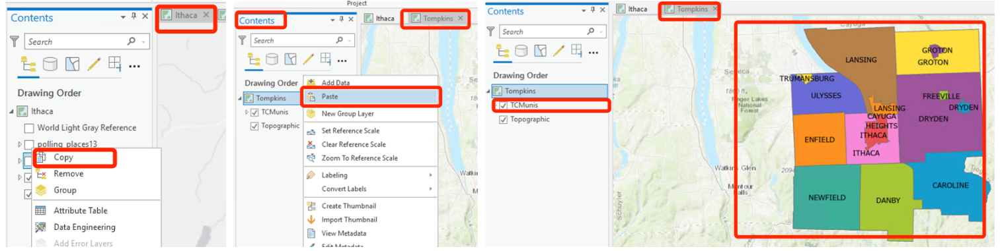 Contents
Ithaca
Search
Drawing Order
Ithaca
World Light Gray Reference
polling_places13
Copy
Remove
Group
Attribute Table
Data Engineering
Add Error Layers
Project
Contents
Ithaca
Tompkins
Search
Drawing Order
Tompkins
TCMunis
Topographic
Add Data
Paste
New Group Layer
Set Reference Scale
Clear Reference Scale
Zoom To Reference Scale
Labeling
Convert Labels
Create Thumbnail
Import Thumbnail
View Metadata
Edit Metadata
Contents
Ithaca
Tompkins
Search
Drawing Order
Tompkins
TCMunis
Topographic
Cayuga
Seneca
Finger Lakes
National
Forest
Watkins Glen
Montour
Falls
Schuyler
2094
LANSING
GROTON
GROTON
TRUMANSBURG
ULYSSES
FREEVILLE
DRYDEN
DRYDEN
LANSING
CAYUGA
HEIGHTS
ITHACA
ENFIELD
ITHACA
CAROLINE
NEWFIELD
DANBY